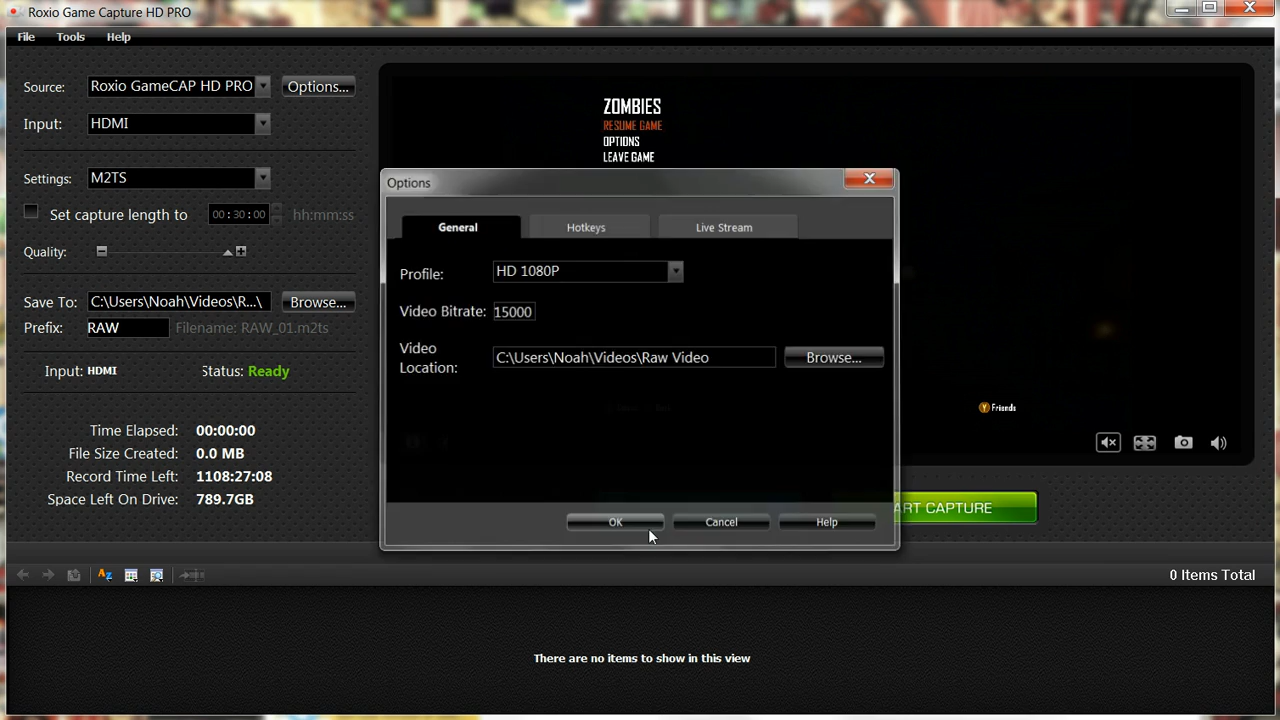 Roxio Game Capture HD PRO
File Tools Help
Source: Roxio GameCAP HD PRO Options...
Input: HDMI
Settings: M2TS
Set capture length to 00:30:00 hh:mm:ss
Quality:
Save To: C:\Users\Noah\Videos\R...\ Browse...
Prefix: RAW Filename: RAW_01.m2ts
Input: HDMI Status: Ready
Time Elapsed: 00:00:00
File Size Created: 0.0 MB
Record Time Left: 1108:27:08
Space Left On Drive: 789.7GB
ZOMBIES
RESUME GAME
OPTIONS
LEAVE GAME
Options
General Hotkeys Live Stream
Profile: HD 1080P
Video Bitrate: 15000
Video
Location: C:\Users\Noah\Videos\Raw Video Browse...
OK Cancel Help
Y Friends
ART CAPTURE
0 Items Total
There are no items to show in this view